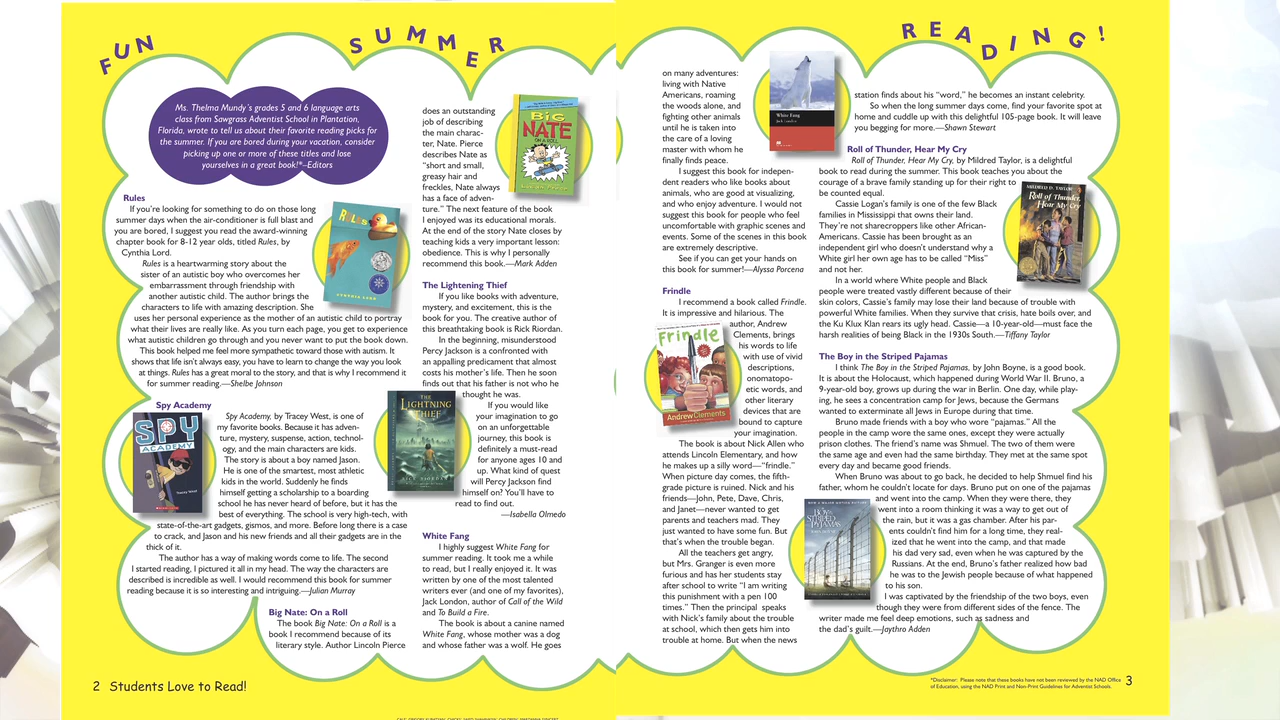 FUN SUMMER READING!
Ms. Thelma Mundy's grades 5 and 6 language arts
class from Sawgrass Adventist School in Plantation,
Florida, wrote to tell us about their favorite reading picks for
the summer. If you are bored during your vacation, consider
picking up one or more of these titles and lose
yourselves in a great book!*–Editors
Rules
If you're looking for something to do on those long
summer days when the air-conditioner is full blast and
you are bored, I suggest you read the award-winning
chapter book for 8-12 year olds, titled Rules, by
Cynthia Lord.
Rules is a heartwarming story about the
sister of an autistic boy who overcomes her
embarrassment through friendship with
another autistic child. The author brings the
characters to life with amazing description. She
uses her personal experience as the mother of an autistic child to portray
what their lives are really like. As you turn each page, you get to experience
what autistic children go through and you never want to put the book down.
This book helped me feel more sympathetic toward those with autism. It
shows that life isn't always easy, you have to learn to change the way you look
at things. Rules has a great moral to the story, and that is why I recommend it
for summer reading.—Shelbe Johnson
RULES
CYNTHIA LORD
Spy Academy
Spy Academy, by Tracey West, is one of
my favorite books. Because it has adven-
ture, mystery, suspense, action, technol-
ogy, and the main characters are kids.
The story is about a boy named Jason.
He is one of the smartest, most athletic
kids in the world. Suddenly he finds
himself getting a scholarship to a boarding
school he has never heard of before, but it has the
best of everything. The school is very high-tech, with
state-of-the-art gadgets, gismos, and more. Before long there is a case
to crack, and Jason and his new friends and all their gadgets are in the
thick of it.
The author has a way of making words come to life. The second
I started reading, I pictured it all in my head. The way the characters are
described is incredible as well. I would recommend this book for summer
reading because it is so interesting and intriguing.—Julian Murray
SPY
ACADEMY
Tracey West
Big Nate: On a Roll
The book Big Nate: On a Roll is a
book I recommend because of its
literary style. Author Lincoln Pierce
does an outstanding
job of describing
the main charac-
ter, Nate. Pierce
describes Nate as
"short and small,
greasy hair and
freckles, Nate always
has a face of adven-
ture." The next feature of the book
I enjoyed was its educational morals.
At the end of the story Nate closes by
teaching kids a very important lesson:
obedience. This is why I personally
recommend this book.—Mark Adden
BIG
NATE
ON A ROLL
The Lightning Thief
If you like books with adventure,
mystery, and excitement, this is the
book for you. The creative author of
this breathtaking book is Rick Riordan.
In the beginning, misunderstood
Percy Jackson is a confronted with
an appalling predicament that almost
costs his mother's life. Then he soon
finds out that his father is not who he
thought he was.
If you would like
your imagination to go
on an unforgettable
journey, this book is
definitely a must-read
for anyone ages 10 and
up. What kind of quest
will Percy Jackson find
himself on? You'll have to
read to find out.
—Isabella Olmedo
THE
LIGHTNING
THIEF
RICK RIORDAN
White Fang
I highly suggest White Fang for
summer reading. It took me a while
to read, but I really enjoyed it. It was
written by one of the most talented
writers ever (and one of my favorites),
Jack London, author of Call of the Wild
and To Build a Fire.
The book is about a canine named
White Fang, whose mother was a dog
and whose father was a wolf. He goes
2 Students Love to Read!
on many adventures:
living with Native
Americans, roaming
the woods alone, and
fighting other animals
until he is taken into
the care of a loving
master with whom he
finally finds peace.
I suggest this book for indepen-
dent readers who like books about
animals, who are good at visualizing,
and who enjoy adventure. I would not
suggest this book for people who feel
uncomfortable with graphic scenes and
events. Some of the scenes in this book
are extremely descriptive.
See if you can get your hands on
this book for summer!—Alyssa Porcena
White Fang
Jack London
Frindle
I recommend a book called Frindle.
It is impressive and hilarious. The
author, Andrew
Clements, brings
his words to life
with use of vivid
descriptions,
onomatopo-
etic words, and
other literary
devices that are
bound to capture
your imagination.
The book is about Nick Allen who
attends Lincoln Elementary, and how
he makes up a silly word—"frindle."
When picture day comes, the fifth-
grade picture is ruined. Nick and his
friends—John, Pete, Dave, Chris,
and Janet—never wanted to get
parents and teachers mad. They
just wanted to have some fun. But
that's when the trouble began.
All the teachers get angry,
but Mrs. Granger is even more
furious and has her students stay
after school to write "I am writing
this punishment with a pen 100
times." Then the principal speaks
with Nick's family about the trouble
at school, which then gets him into
trouble at home. But when the news
Frindle
Andrew Clements
station finds about his "word," he becomes an instant celebrity.
So when the long summer days come, find your favorite spot at
home and cuddle up with this delightful 105-page book. It will leave
you begging for more.—Shawn Stewart
Roll of Thunder, Hear My Cry
Roll of Thunder, Hear My Cry, by Mildred Taylor, is a delightful
book to read during the summer. This book teaches you about the
courage of a brave family standing up for their right to
be counted equal.
Cassie Logan's family is one of the few Black
families in Mississippi that owns their land.
They're not sharecroppers like other African-
Americans. Cassie has been brought as an
independent girl who doesn't understand why a
White girl her own age has to be called "Miss"
and not her.
In a world where White people and Black
people were treated vastly different because of their
skin colors, Cassie's family may lose their land because of trouble with
powerful White families. When they survive that crisis, hate boils over, and
the Ku Klux Klan rears its ugly head. Cassie—a 10-year-old—must face the
harsh realities of being Black in the 1930s South.—Tiffany Taylor
MILDRED D. TAYLOR
Roll of Thunder,
Hear My Cry
The Boy in the Striped Pajamas
I think The Boy in the Striped Pajamas, by John Boyne, is a good book.
It is about the Holocaust, which happened during World War II. Bruno, a
9-year-old boy, grows up during the war in Berlin. One day, while play-
ing, he sees a concentration camp for Jews, because the Germans
wanted to exterminate all Jews in Europe during that time.
Bruno made friends with a boy who wore "pajamas." All the
people in the camp wore the same ones, except they were actually
prison clothes. The friend's name was Shmuel. The two of them were
the same age and even had the same birthday. They met at the same spot
every day and became good friends.
When Bruno was about to go back, he decided to help Shmuel find his
father, whom he couldn't locate for days. Bruno put on one of the pajamas
and went into the camp. When they were there, they
went into a room thinking it was a way to get out of
the rain, but it was a gas chamber. After his par-
ents couldn't find him for a long time, they real-
ized that he went into the camp, and that made
his dad very sad, even when he was captured by the
Russians. At the end, Bruno's father realized how bad
he was to the Jewish people because of what happened
to his son.
I was captivated by the friendship of the two boys, even
though they were from different sides of the fence. The
writer made me feel deep emotions, such as sadness and
the dad's guilt.—Jaythro Adden
NOW A MAJOR MOTION PICTURE
THE BOY IN THE
STRIPED PAJAMAS
*Disclaimer: Please note that these books have not been reviewed by the NAD Office
of Education, using the NAD Print and Non-Print Guidelines for Adventist Schools.
3